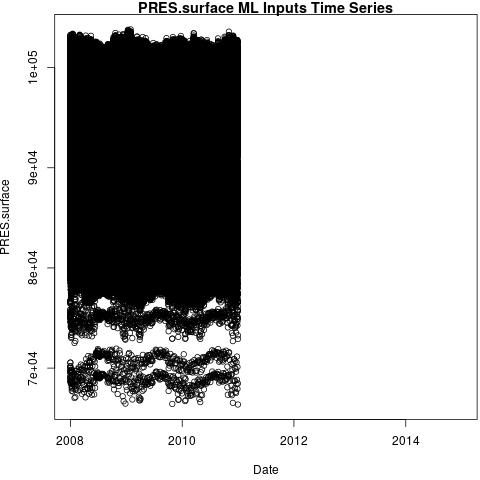 PRES.surface ML Inputs Time Series
1e+05
9e+04
8e+04
7e+04
PRES.surface
2008 2010 2012 2014
Date